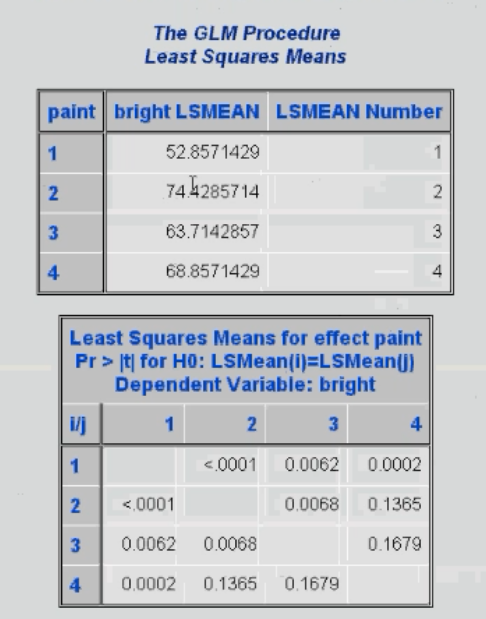 The GLM Procedure
Least Squares Means
paint bright LSMEAN LSMEAN Number
1 52.8571429 1
2 74.4285714 2
3 63.7142857 3
4 68.8571429 4
Least Squares Means for effect paint
Pr > |t| for H0: LSMean(i)=LSMean(j)
Dependent Variable: bright
i/j 1 2 3 4
1 <.0001 0.0062 0.0002
2 <.0001 0.0068 0.1365
3 0.0062 0.0068 0.1679
4 0.0002 0.1365 0.1679